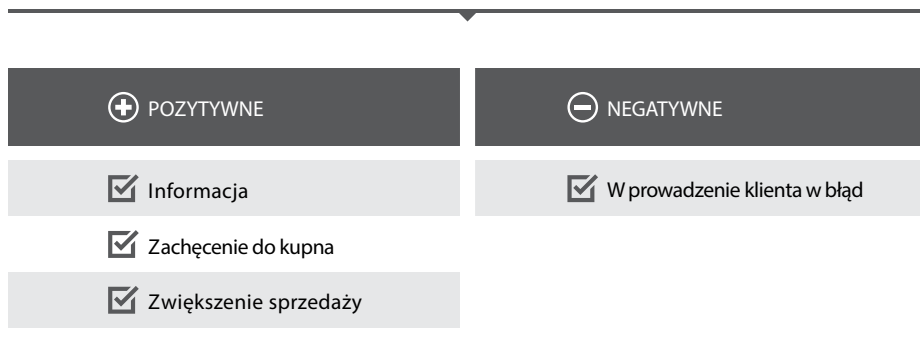 POZYTYWNE
Informacja
Zachęcenie do kupna
Zwiększenie sprzedaży
NEGATYWNE
W prowadzenie klienta w błąd